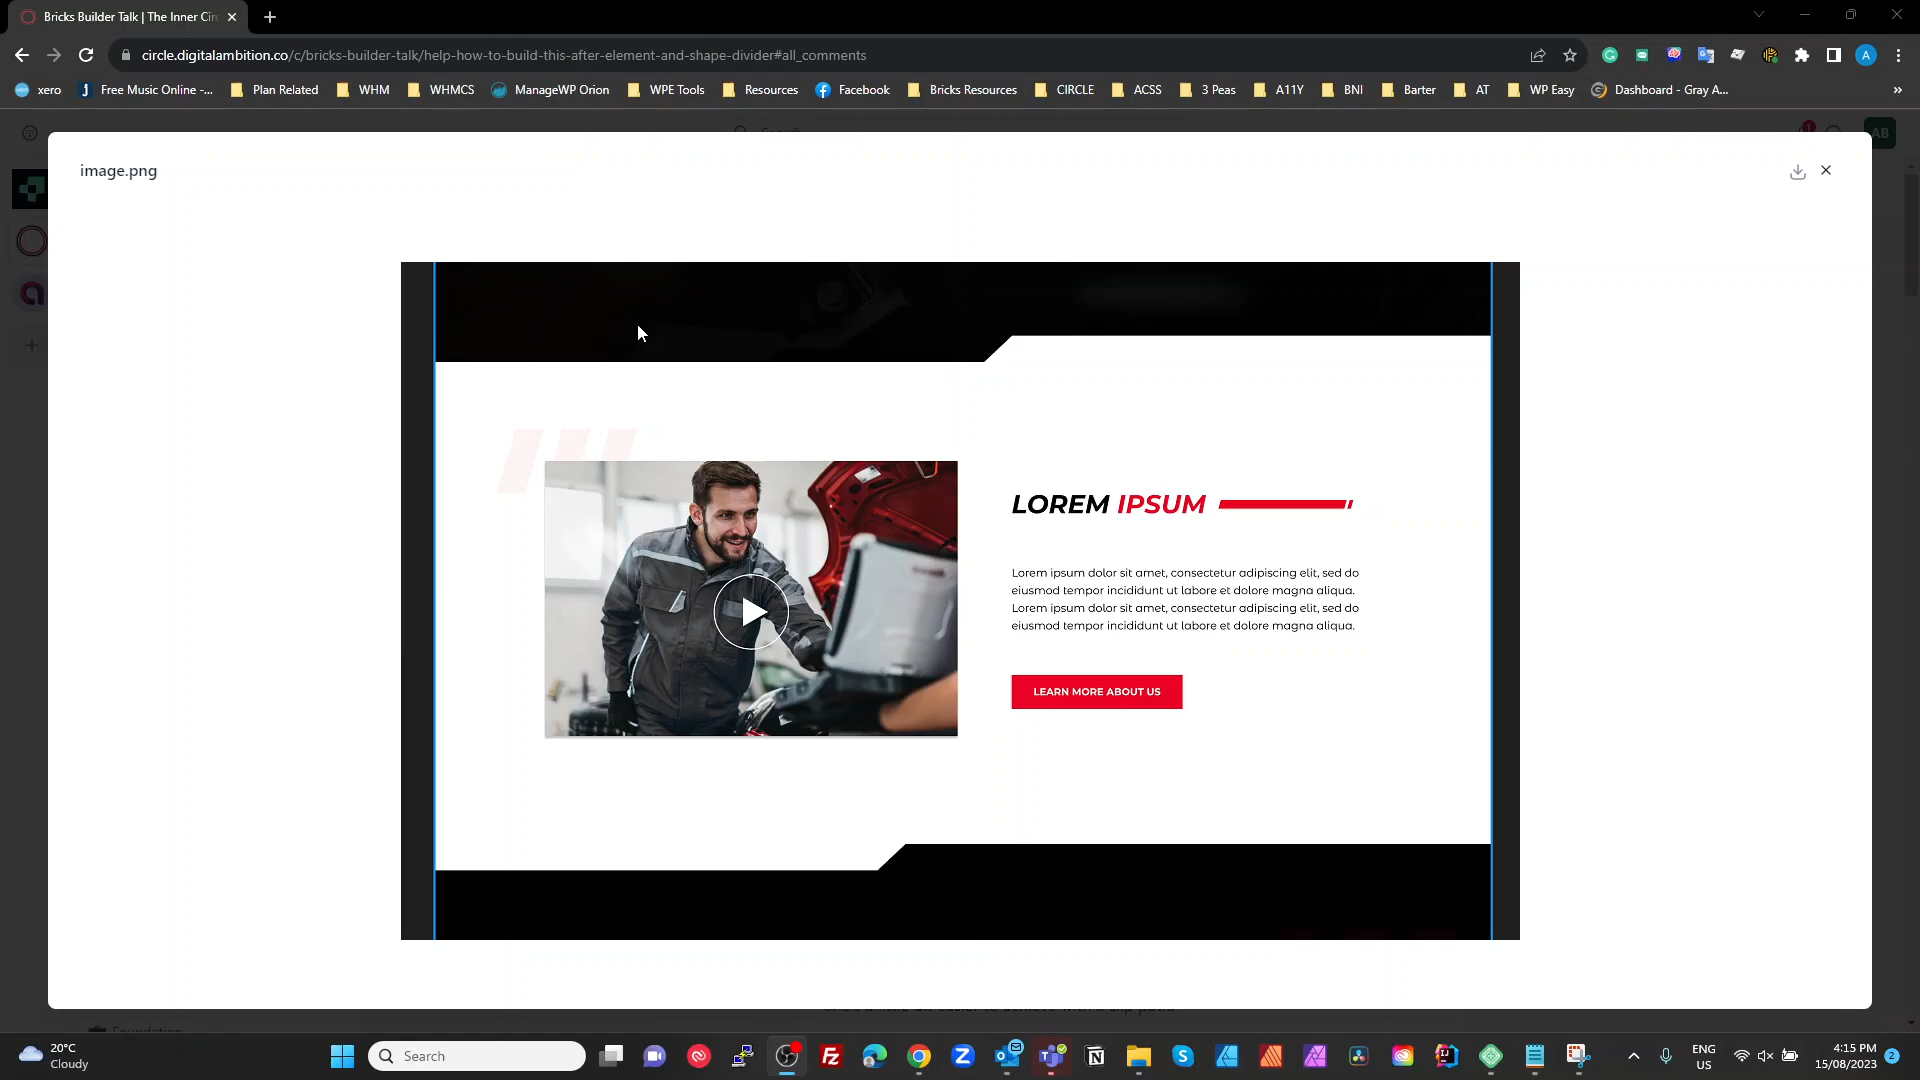 Bricks Builder Talk | The Inner Cir
circle.digitalambition.co/c/bricks-builder-talk/help-how-to-build-this-after-element-and-shape-divider#all_comments
A
xero
Free Music Online -...
Plan Related
WHM
WHMCS
ManageWP Orion
WPE Tools
Resources
Facebook
Bricks Resources
CIRCLE
ACSS
3 Peas
A11Y
BNI
Barter
AT
WP Easy
Dashboard - Gray A...
»
Search
AB
image.png
LOREM IPSUM
Lorem ipsum dolor sit amet, consectetur adipiscing elit, sed do
eiusmod tempor incididunt ut labore et dolore magna aliqua.
Lorem ipsum dolor sit amet, consectetur adipiscing elit, sed do
eiusmod tempor incididunt ut labore et dolore magna aliqua.
LEARN MORE ABOUT US
Foundation
20°C
Cloudy
Search
ENG
US
4:15 PM
15/08/2023
2